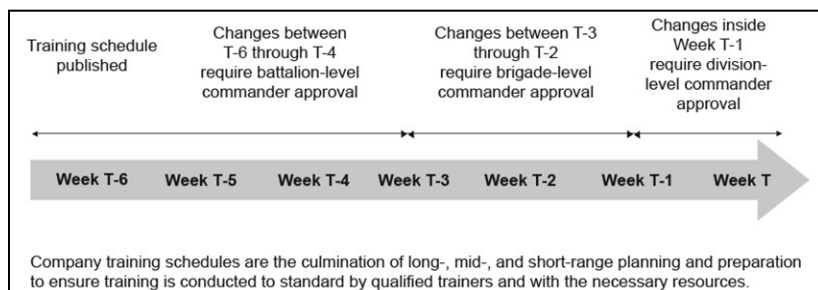 Training schedule
published
Changes between
T-6 through T-4
require battalion-level
commander approval
Changes between T-3
through T-2
require brigade-level
commander approval
Changes inside
Week T-1
require division-
level commander
approval
Week T-6 Week T-5 Week T-4 Week T-3 Week T-2 Week T-1 Week T
Company training schedules are the culmination of long-, mid-, and short-range planning and preparation
to ensure training is conducted to standard by qualified trainers and with the necessary resources.